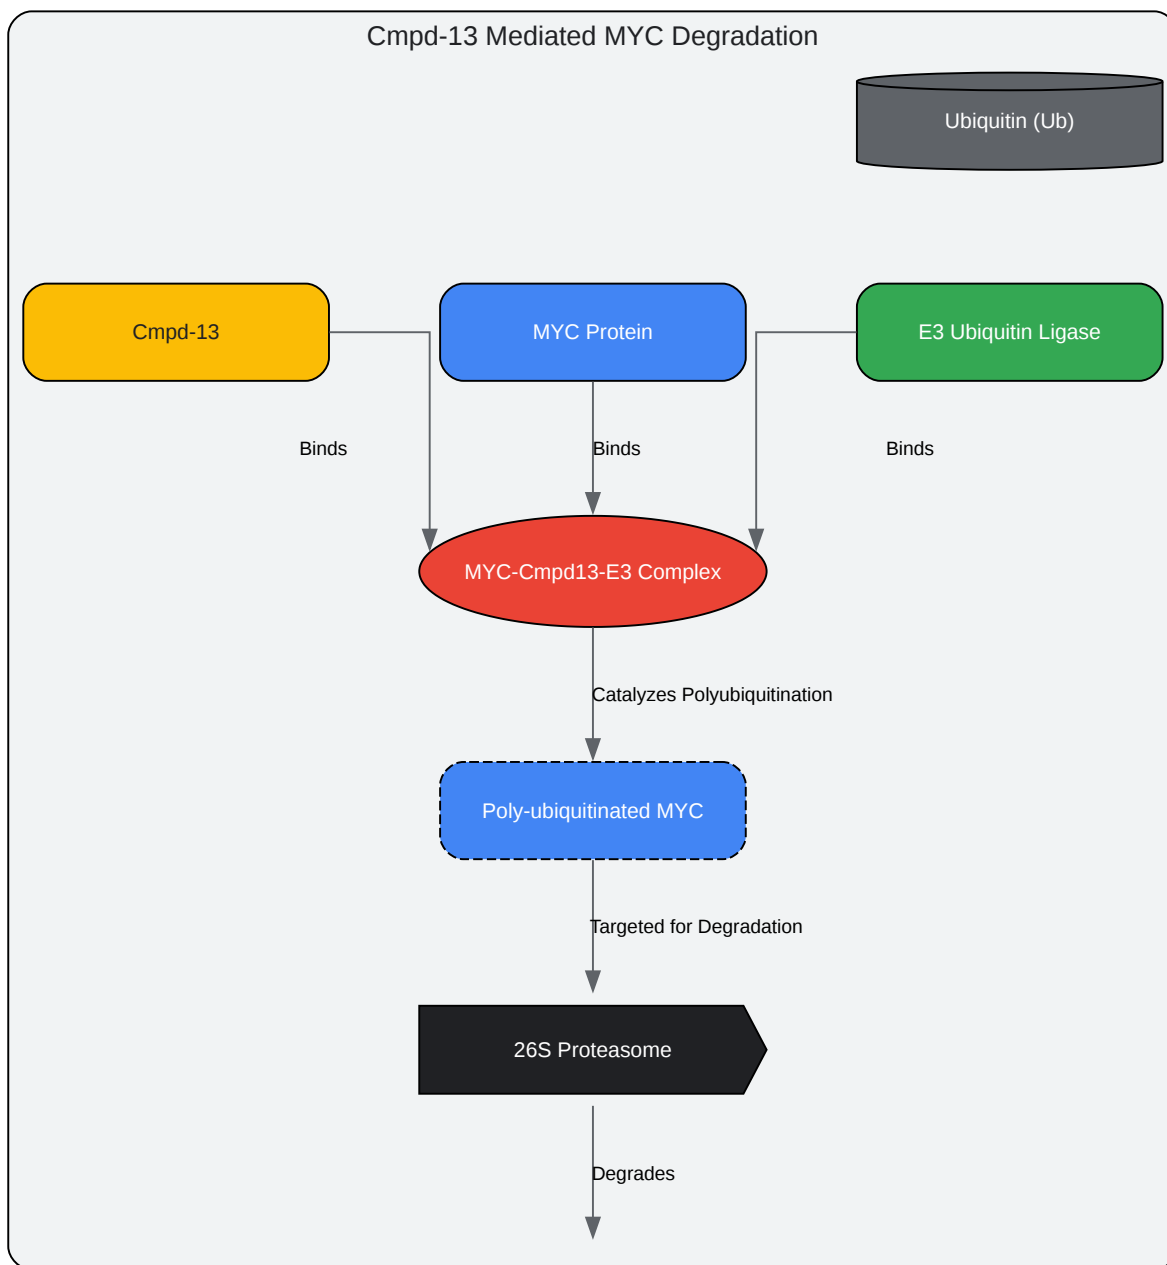 Cmpd-13 Mediated MYC Degradation
Ubiquitin (Ub)
Cmpd-13
MYC Protein
E3 Ubiquitin Ligase
Binds
Binds
Binds
MYC-Cmpd13-E3 Complex
Catalyzes Polyubiquitination
Poly-ubiquitinated MYC
Targeted for Degradation
26S Proteasome
Degrades